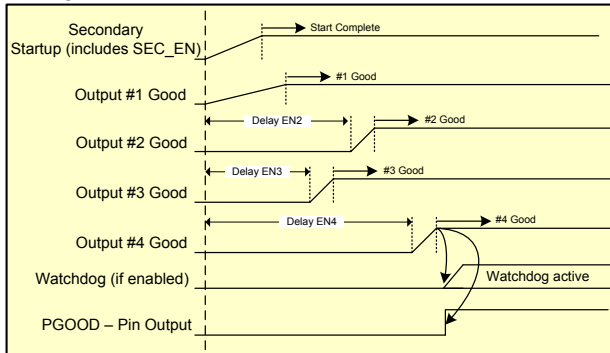 Secondary
Startup (includes SEC_EN)
Start Complete
Output #1 Good
#1 Good
Output #2 Good
Delay EN2
#2 Good
Output #3 Good
Delay EN3
#3 Good
Output #4 Good
Delay EN4
#4 Good
Watchdog (if enabled)
Watchdog active
PGOOD – Pin Output